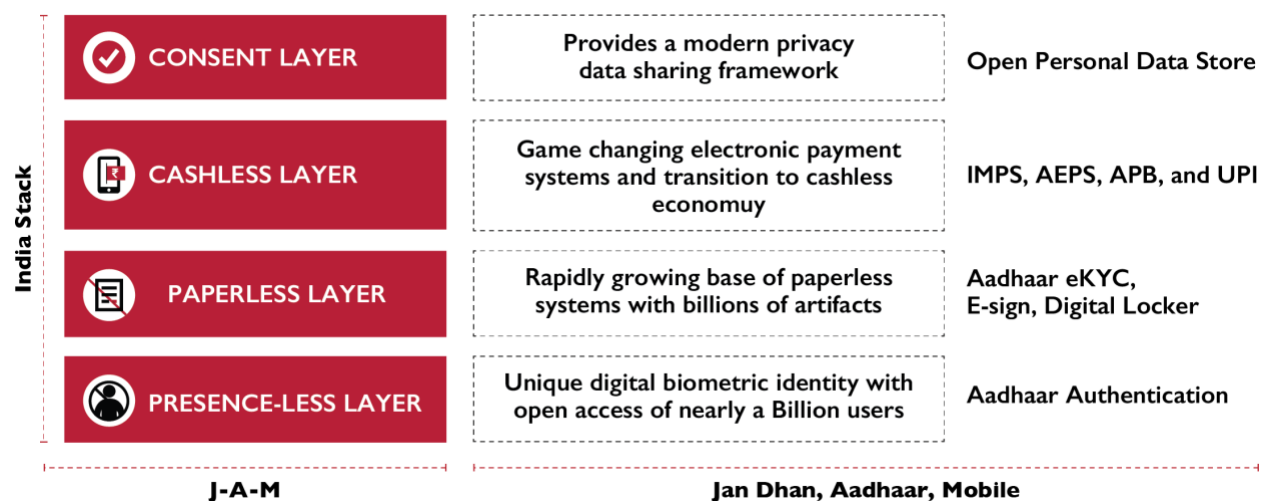 CONSENT LAYER
Provides a modern privacy
data sharing framework
Open Personal Data Store
CASHLESS LAYER
₹
Game changing electronic payment
systems and transition to cashless
economuy
IMPS, AEPS, APB, and UPI
PAPERLESS LAYER
Rapidly growing base of paperless
systems with billions of artifacts
Aadhaar eKYC,
E-sign, Digital Locker
PRESENCE-LESS LAYER
Unique digital biometric identity with
open access of nearly a Billion users
Aadhaar Authentication
India Stack
J-A-M
Jan Dhan, Aadhaar, Mobile